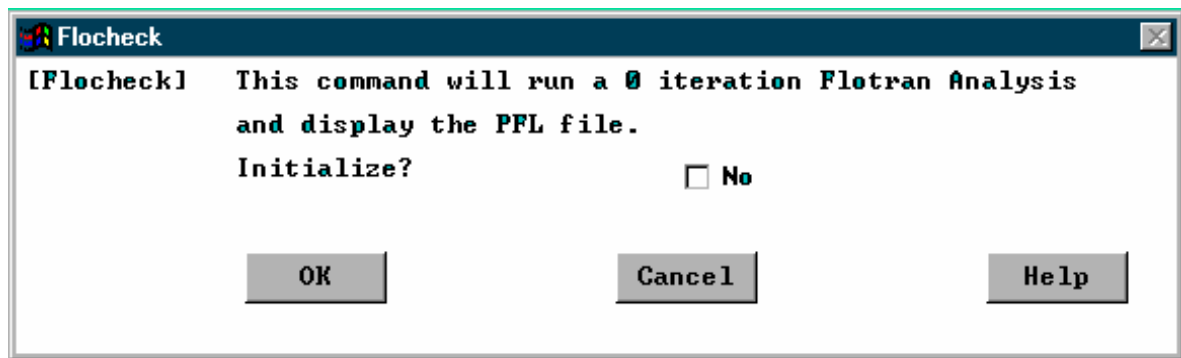 Flocheck
[Flocheck] This command will run a 0 iteration Flotran Analysis
and display the PFL file.
Initialize? No
OK Cancel Help